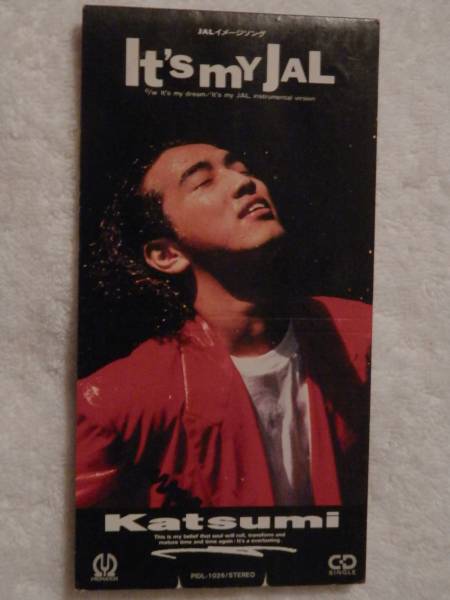 JALイメージソング
It's my JAL
c/w It's my dream/It's my JAL, instrumental version
Katsumi
This is my belief that soul will roll, transform and
mature time and time again: It's a everlasting.
PIONEER
PIDL-1026/STEREO
CD
SINGLE